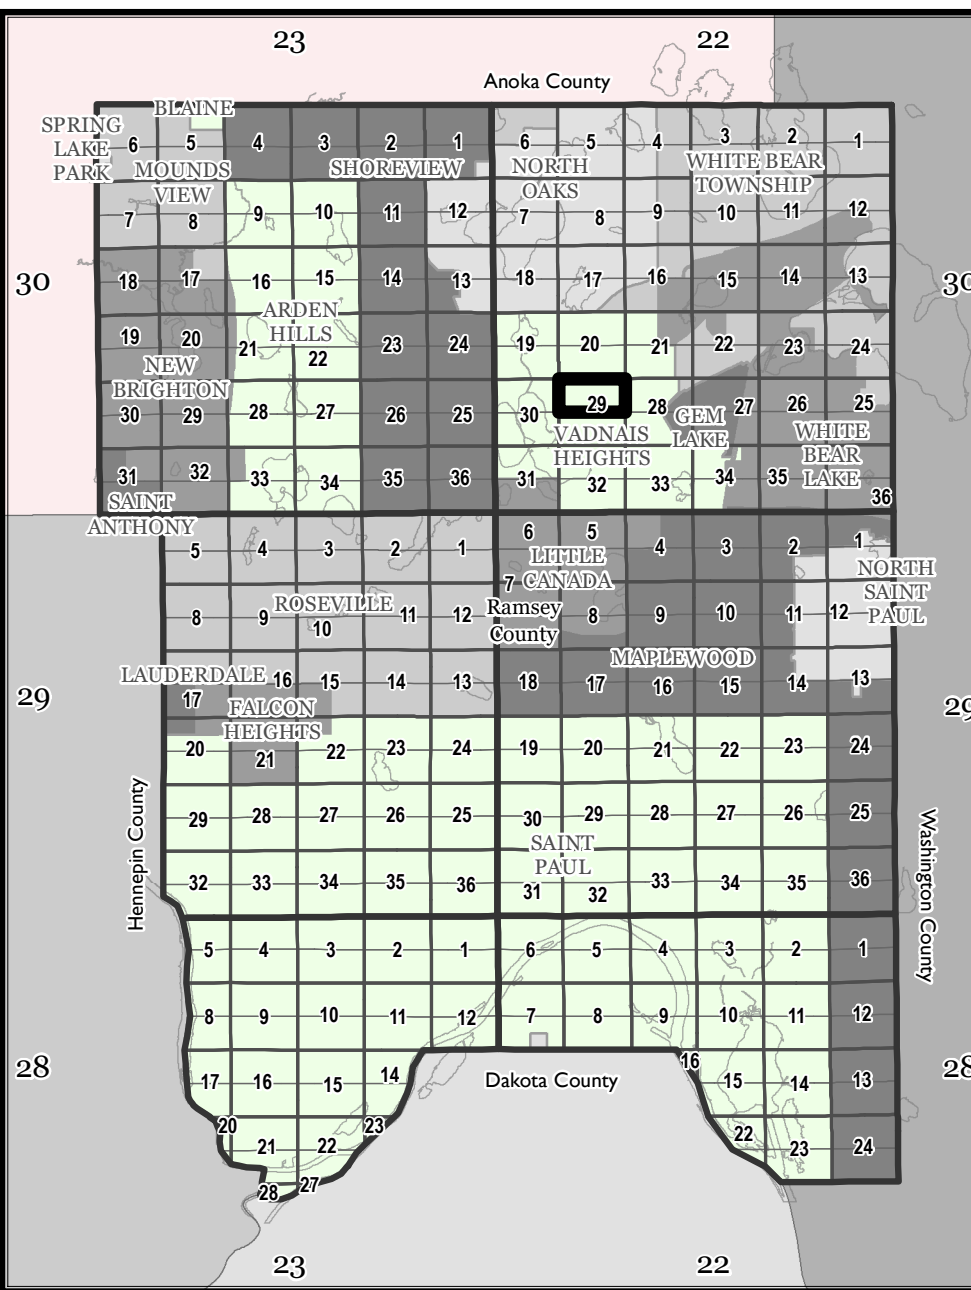 23 22
Anoka County
BLAINE
SPRING
LAKE
PARK
6 5 4 3 2 1 6 5 4 3 2 1
MOUNDS
VIEW
SHOREVIEW
NORTH
OAKS
WHITE BEAR
TOWNSHIP
7 8 9 10 11 12 7 8 9 10 11 12
30 18 17 16 15 14 13 18 17 16 15 14 13 30
ARDEN
HILLS
19 20 21 22 23 24 19 20 21 22 23 24
NEW
BRIGHTON
30 29 28 27 26 25 30 29 28 27 26 25
GEM
LAKE
VADNAIS
HEIGHTS
WHITE
BEAR
LAKE
31 32 33 34 35 36 31 32 33 34 35 36
SAINT
ANTHONY
5 4 3 2 1 6 5 4 3 2 1
LITTLE
CANADA
NORTH
SAINT
PAUL
8 9 10 11 12 7 8 9 10 11 12
ROSEVILLE
Ramsey
County
MAPLEWOOD
LAUDERDALE
29 17 16 15 14 13 18 17 16 15 14 13 29
FALCON
HEIGHTS
20 21 22 23 24 19 20 21 22 23 24
29 28 27 26 25 30 29 28 27 26 25
Hennepin County
Washington County
SAINT
PAUL
32 33 34 35 36 31 32 33 34 35 36
5 4 3 2 1 6 5 4 3 2 1
8 9 10 11 12 7 8 9 10 11 12
28 17 16 15 14 16 15 14 13 28
Dakota County
20 21 22 23 22 23 24
28 27
23 22